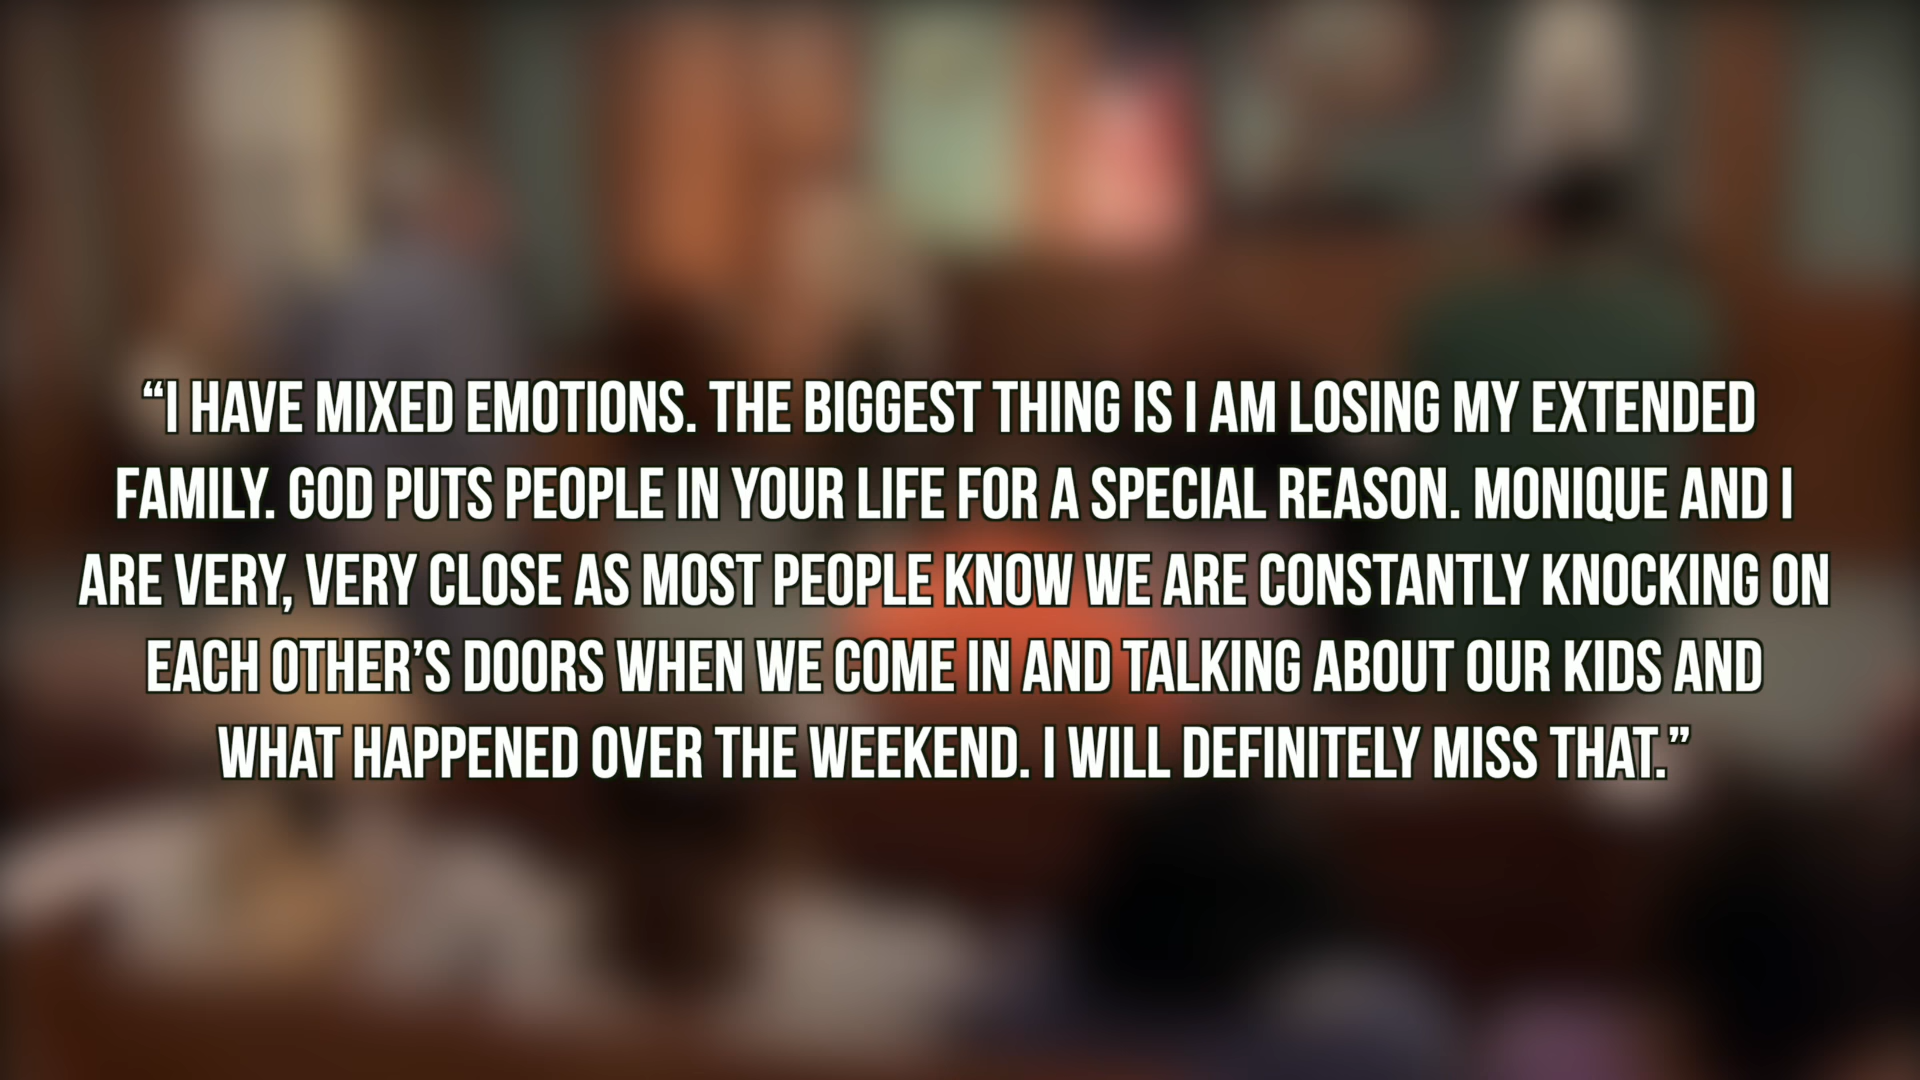 “I HAVE MIXED EMOTIONS. THE BIGGEST THING IS I AM LOSING MY EXTENDED
FAMILY. GOD PUTS PEOPLE IN YOUR LIFE FOR A SPECIAL REASON. MONIQUE AND I
ARE VERY, VERY CLOSE AS MOST PEOPLE KNOW WE ARE CONSTANTLY KNOCKING ON
EACH OTHER’S DOORS WHEN WE COME IN AND TALKING ABOUT OUR KIDS AND
WHAT HAPPENED OVER THE WEEKEND. I WILL DEFINITELY MISS THAT.”